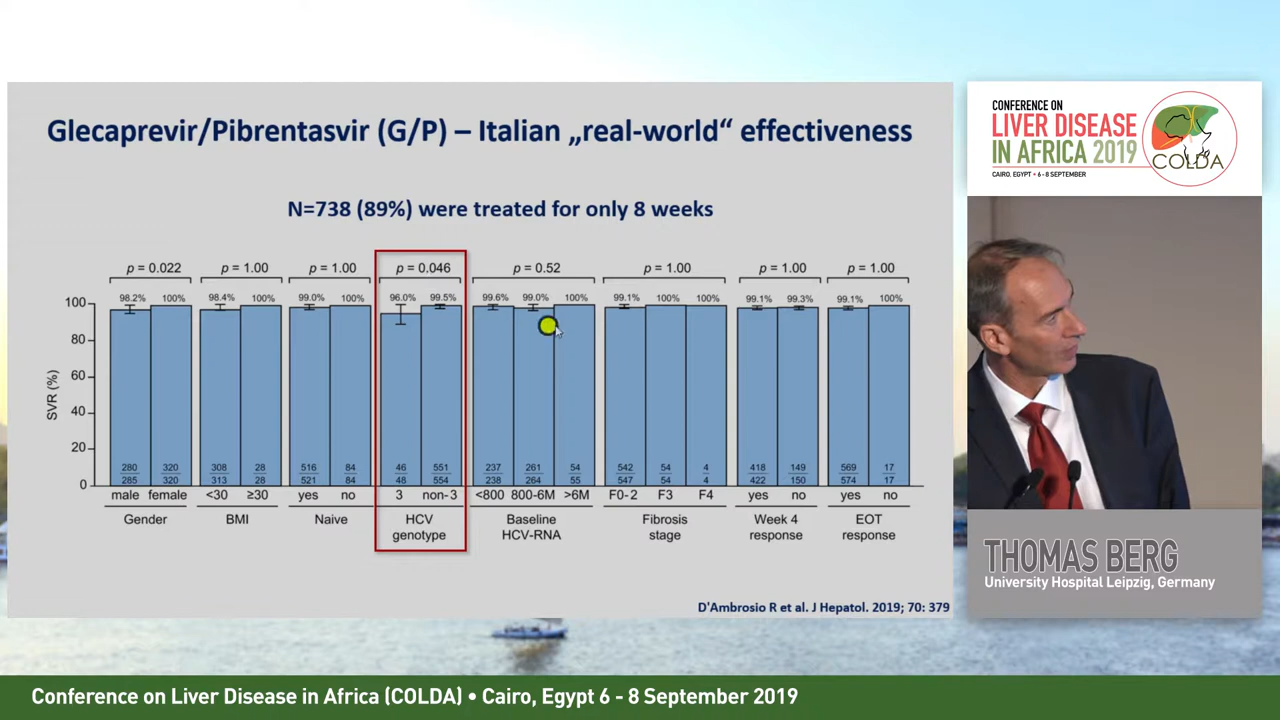 Glecaprevir/Pibrentasvir (G/P) – Italian „real-world“ effectiveness
N=738 (89%) were treated for only 8 weeks
p = 0.022 p = 1.00 p = 1.00 p = 0.046 p = 0.52 p = 1.00 p = 1.00 p = 1.00
98.2% 100% 98.4% 100% 99.0% 100% 96.0% 99.5% 99.6% 99.0% 100% 99.1% 100% 100% 99.1% 99.3% 99.1% 100%
100
80
60
40
20
0
SVR (%)
280 320 308 28 516 84 46 551 237 261 54 542 54 4 418 149 569 17
285 320 313 28 521 84 48 554 238 264 55 547 54 4 422 150 574 17
male female <30 ≥30 yes no 3 non-3 <800 800-6M >6M F0-2 F3 F4 yes no yes no
Gender BMI Naive HCV Baseline Fibrosis Week 4 EOT
genotype HCV-RNA stage response response
D'Ambrosio R et al. J Hepatol. 2019; 70: 379
CONFERENCE ON
LIVER DISEASE
IN AFRICA 2019
CAIRO, EGYPT • 6 - 8 SEPTEMBER
COLDA
THOMAS BERG
University Hospital Leipzig, Germany
Conference on Liver Disease in Africa (COLDA) • Cairo, Egypt 6 - 8 September 2019